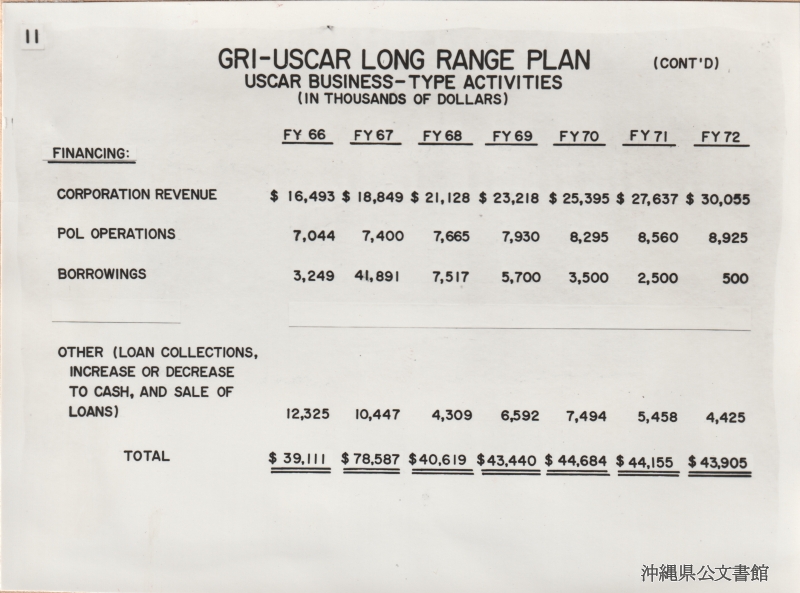 11
GRI-USCAR LONG RANGE PLAN (CONT'D)
USCAR BUSINESS-TYPE ACTIVITIES
(IN THOUSANDS OF DOLLARS)
FY 66 FY 67 FY 68 FY 69 FY 70 FY 71 FY 72
FINANCING:
CORPORATION REVENUE $ 16,493 $ 18,849 $ 21,128 $ 23,218 $ 25,395 $ 27,637 $ 30,055
POL OPERATIONS 7,044 7,400 7,665 7,930 8,295 8,560 8,925
BORROWINGS 3,249 41,891 7,517 5,700 3,500 2,500 500
OTHER (LOAN COLLECTIONS,
INCREASE OR DECREASE
TO CASH, AND SALE OF
LOANS) 12,325 10,447 4,309 6,592 7,494 5,458 4,425
TOTAL $ 39,111 $ 78,587 $40,619 $43,440 $ 44,684 $ 44,155 $ 43,905
沖縄県公文書館